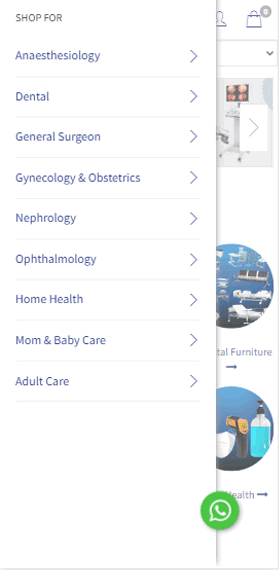 SHOP FOR
0
Anaesthesiology
Dental
General Surgeon
Gynecology & Obstetrics
Nephrology
Ophthalmology
Home Health
tal Furniture
Mom & Baby Care
Adult Care
Health